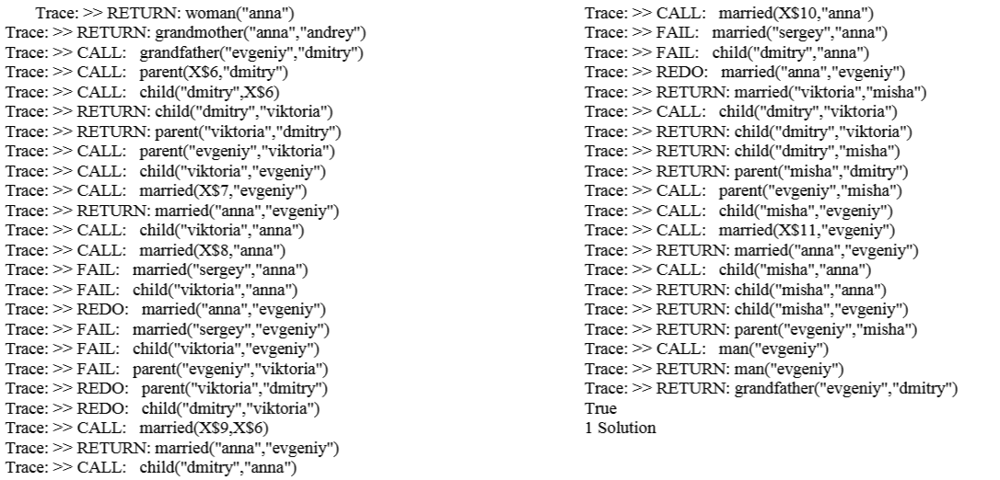 Trace: >> RETURN: woman("anna")
Trace: >> RETURN: grandmother("anna","andrey")
Trace: >> CALL: grandfather("evgeniy","dmitry")
Trace: >> CALL: parent(X$6,"dmitry")
Trace: >> CALL: child("dmitry",X$6)
Trace: >> RETURN: child("dmitry","viktoria")
Trace: >> RETURN: parent("viktoria","dmitry")
Trace: >> CALL: parent("evgeniy","viktoria")
Trace: >> CALL: child("viktoria","evgeniy")
Trace: >> CALL: married(X$7,"evgeniy")
Trace: >> RETURN: married("anna","evgeniy")
Trace: >> CALL: child("viktoria","anna")
Trace: >> CALL: married(X$8,"anna")
Trace: >> FAIL: married("sergey","anna")
Trace: >> FAIL: child("viktoria","anna")
Trace: >> REDO: married("anna","evgeniy")
Trace: >> FAIL: married("sergey","evgeniy")
Trace: >> FAIL: child("viktoria","evgeniy")
Trace: >> FAIL: parent("evgeniy","viktoria")
Trace: >> REDO: parent("viktoria","dmitry")
Trace: >> REDO: child("dmitry","viktoria")
Trace: >> CALL: married(X$9,X$6)
Trace: >> RETURN: married("anna","evgeniy")
Trace: >> CALL: child("dmitry","anna")
Trace: >> CALL: married(X$10,"anna")
Trace: >> FAIL: married("sergey","anna")
Trace: >> FAIL: child("dmitry","anna")
Trace: >> REDO: married("anna","evgeniy")
Trace: >> RETURN: married("viktoria","misha")
Trace: >> CALL: child("dmitry","viktoria")
Trace: >> RETURN: child("dmitry","viktoria")
Trace: >> RETURN: child("dmitry","misha")
Trace: >> RETURN: parent("misha","dmitry")
Trace: >> CALL: parent("evgeniy","misha")
Trace: >> CALL: child("misha","evgeniy")
Trace: >> CALL: married(X$11,"evgeniy")
Trace: >> RETURN: married("anna","evgeniy")
Trace: >> CALL: child("misha","anna")
Trace: >> RETURN: child("misha","anna")
Trace: >> RETURN: child("misha","evgeniy")
Trace: >> RETURN: parent("evgeniy","misha")
Trace: >> CALL: man("evgeniy")
Trace: >> RETURN: man("evgeniy")
Trace: >> RETURN: grandfather("evgeniy","dmitry")
True
1 Solution